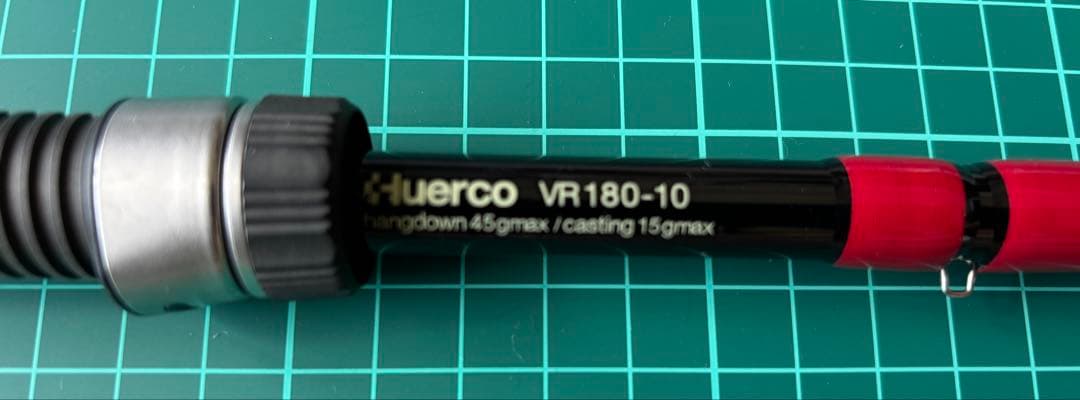 Huerco VR180-10
hangdown 45gmax / casting 15gmax